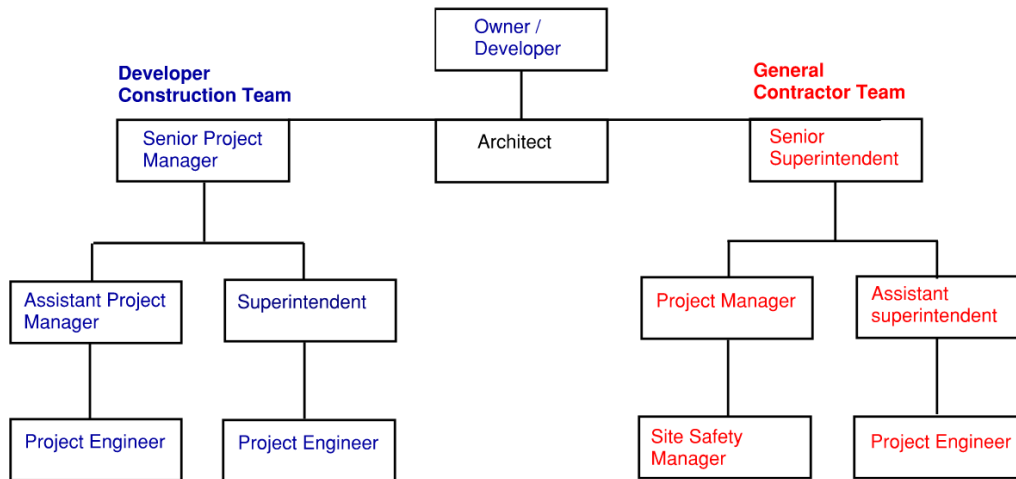 Owner /
Developer
Developer
Construction Team
General
Contractor Team
Senior Project
Manager
Architect
Senior
Superintendent
Assistant Project
Manager
Superintendent
Project Manager
Assistant
superintendent
Project Engineer
Project Engineer
Site Safety
Manager
Project Engineer